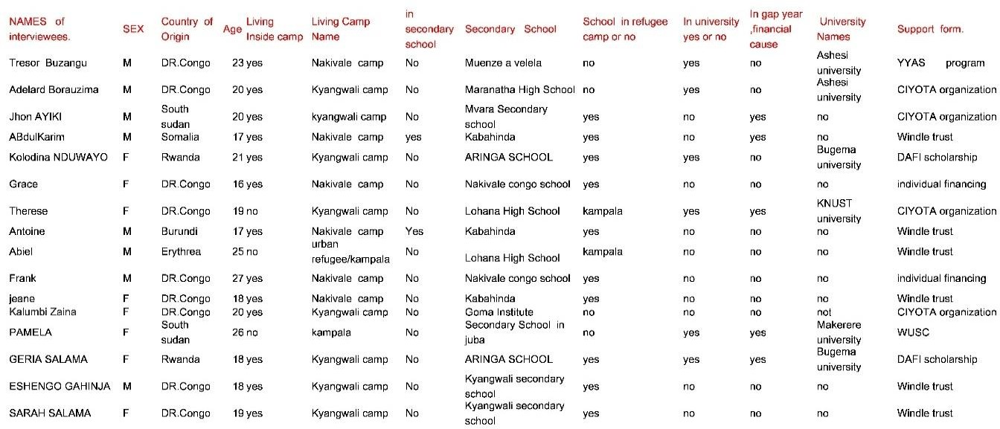 NAMES of interviewees. SEX Country of Origin Age Living Inside camp Living Camp Name in secondary school Secondary School School in refugee camp or no In university yes or no In gap year ,financial cause University Names Support form.
Tresor Buzangu M DR.Congo 23 yes Nakivale camp No Muenze a velela no yes no Ashesi university YYAS program
Adelard Borauzima M DR.Congo 20 yes Kyangwali camp No Maranatha High School no yes no Ashesi university CIYOTA organization
Jhon AYIKI M South sudan 20 yes kyangwali camp No Mvara Secondary school yes no yes no CIYOTA organization
ABdulKarim M Somalia 17 yes Nakivale camp yes Kabahinda yes no yes no Windle trust
Kolodina NDUWAYO F Rwanda 21 yes Kyangwali camp No ARINGA SCHOOL yes yes no Bugema university DAFI scholarship
Grace F DR.Congo 16 yes Nakivale camp No Nakivale congo school yes no no no individual financing
Therese F DR.Congo 19 no Kyangwali camp No Lohana High School kampala yes yes KNUST university CIYOTA organization
Antoine M Burundi 17 yes Nakivale camp Yes Kabahinda yes no no no Windle trust
Abiel M Erythrea 25 no urban refugee/kampala No Lohana High School kampala no no no Windle trust
Frank M DR.Congo 27 yes Nakivale camp No Nakivale congo school yes no no no individual financing
jeane F DR.Congo 18 yes Nakivale camp No Kabahinda yes no no no Windle trust
Kalumbi Zaina F DR.Congo 20 yes Kyangwali camp No Goma Institute no no no not CIYOTA organization
PAMELA F South sudan 26 no kampala No Secondary School in juba no yes yes Makerere university WUSC
GERIA SALAMA F Rwanda 18 yes Kyangwali camp No ARINGA SCHOOL yes yes yes Bugema university DAFI scholarship
ESHENGO GAHINJA M DR.Congo 18 yes Kyangwali camp No Kyangwali secondary school yes no no no Windle trust
SARAH SALAMA F DR.Congo 19 yes Kyangwali camp No Kyangwali secondary school yes no no no Windle trust